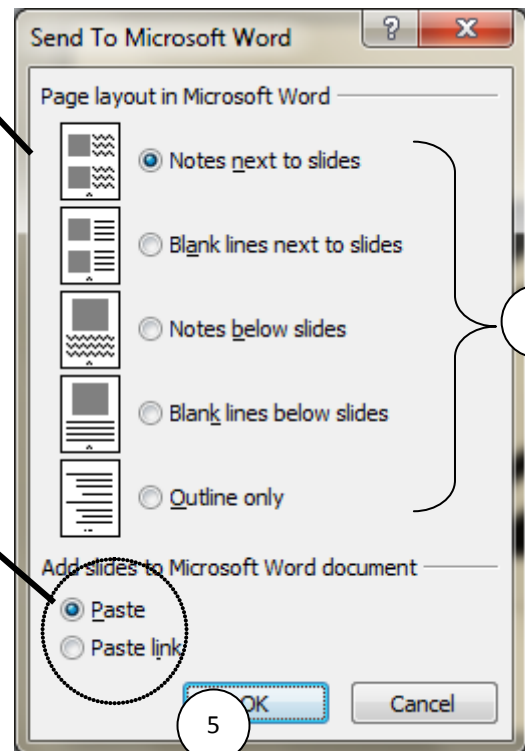 Send To Microsoft Word
Page layout in Microsoft Word
Notes next to slides
Blank lines next to slides
Notes below slides
Blank lines below slides
Outline only
Add slides to Microsoft Word document
Paste
Paste link
5
OK
Cancel